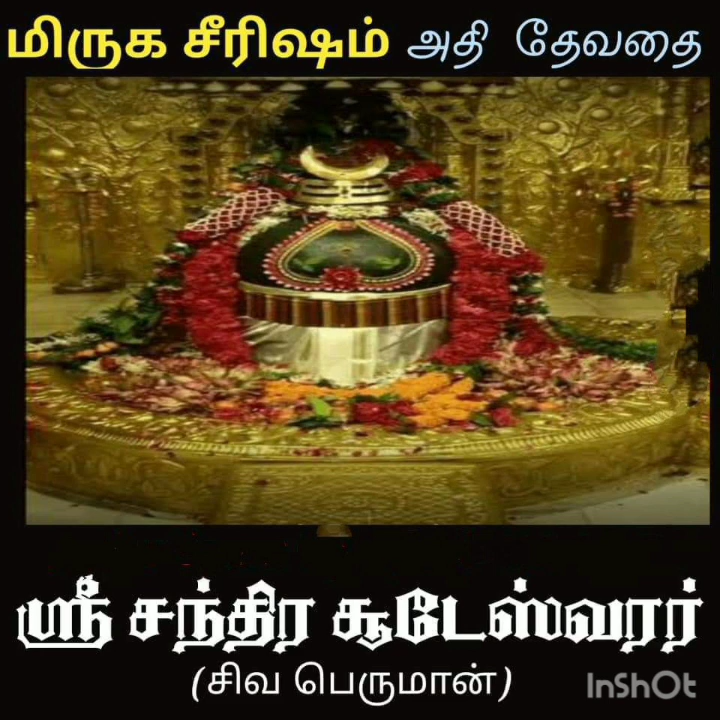 மிருக சீரிஷம் அதி தேவதை
ஸ்ரீ சந்திர சூடேஸ்வரர்
(சிவ பெருமான்)
InShOt